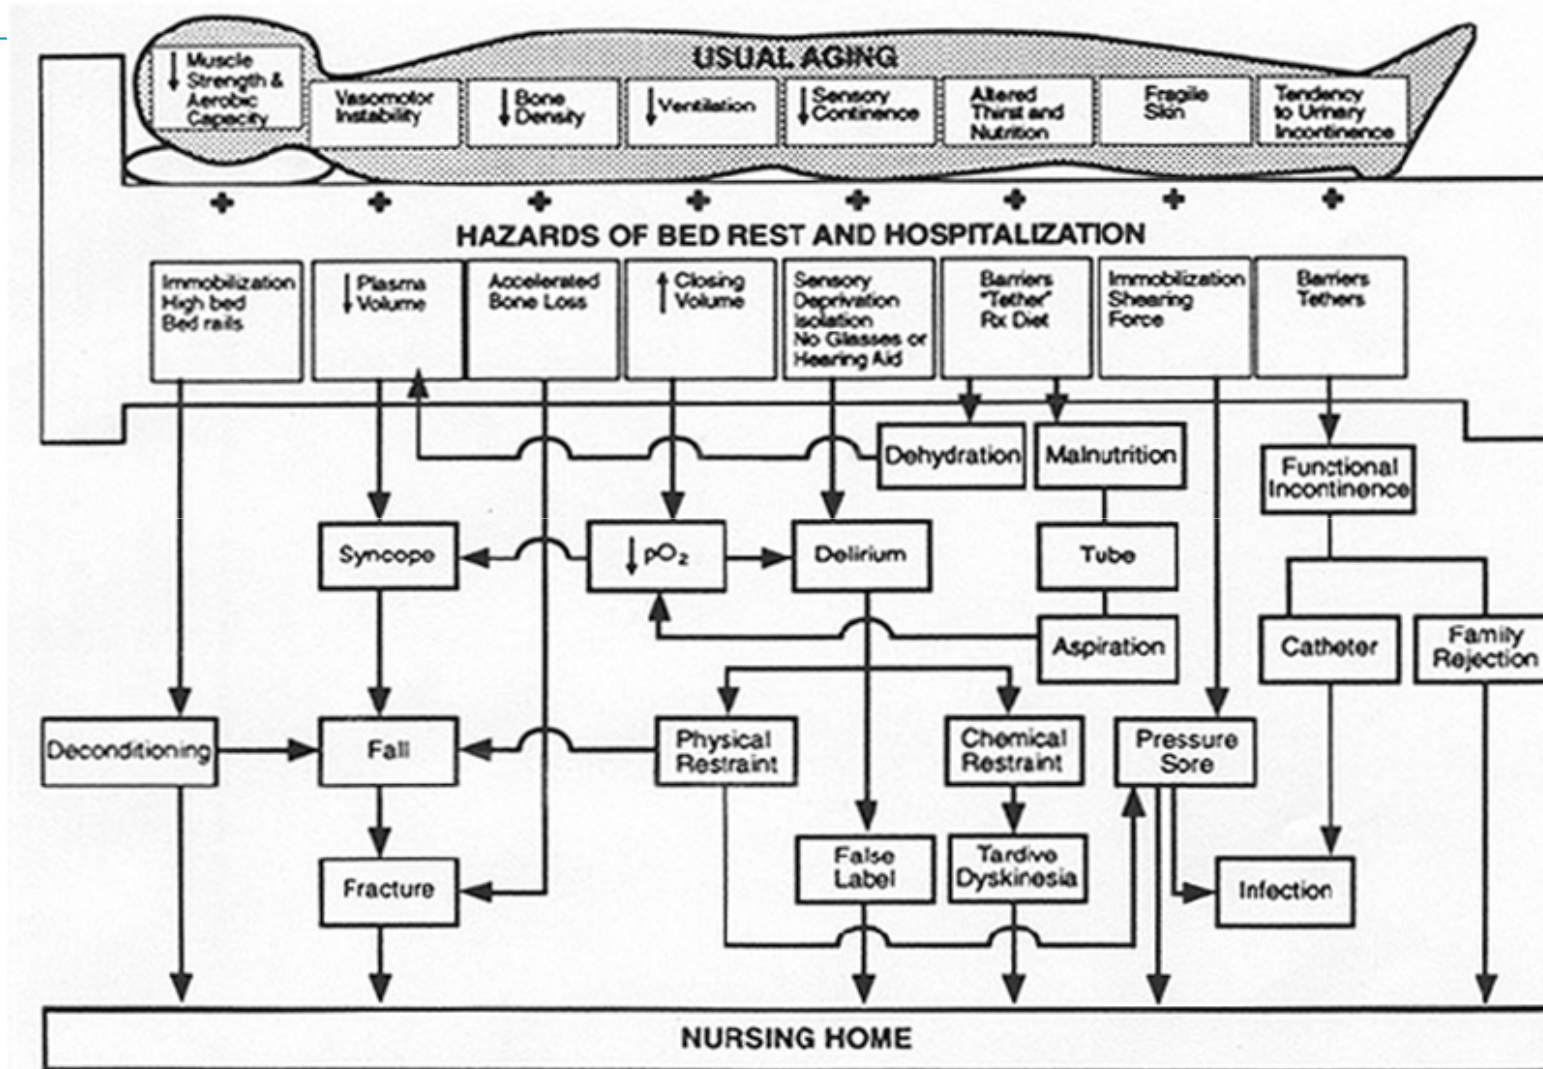 USUAL AGING
↓ Muscle
Strength &
Aerobic
Capacity
Vasomotor
Instability
↓ Bone
Density
↓ Ventilation
↓ Sensory
Continence
Altered
Thirst and
Nutrition
Fragile
Skin
Tendency
to Urinary
Incontinence
+ + + + + + + +
HAZARDS OF BED REST AND HOSPITALIZATION
Immobilization
High bed
Bed rails
↓ Plasma
Volume
Accelerated
Bone Loss
↑ Closing
Volume
Sensory
Deprivation
Isolation
No Glasses or
Hearing Aid
Barriers
"Tether"
Rx Diet
Immobilization
Shearing
Force
Barriers
Tethers
Dehydration
Malnutrition
Functional
Incontinence
Syncope
↓ pO₂
Delirium
Tube
Aspiration
Catheter
Family
Rejection
Deconditioning
Fall
Physical
Restraint
Chemical
Restraint
Pressure
Sore
False
Label
Tardive
Dyskinesia
Fracture
Infection
NURSING HOME